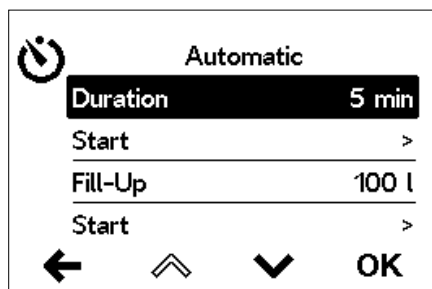 Automatic
Duration 5 min
Start >
Fill-Up 100 l
Start >
OK